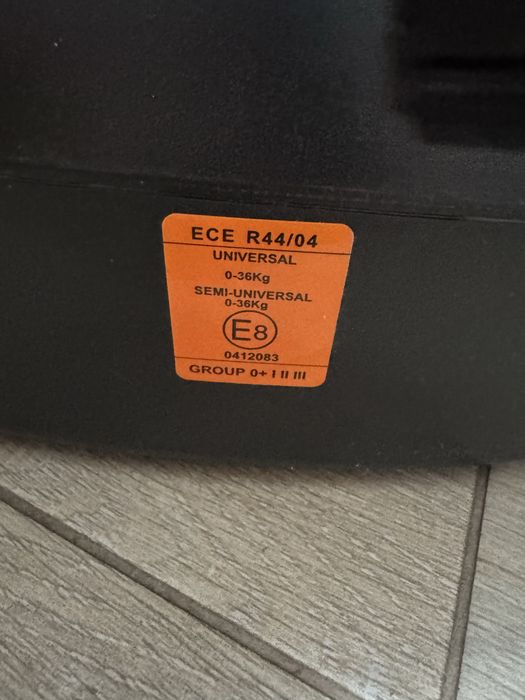 ECE R44/04
UNIVERSAL
0-36Kg
SEMI-UNIVERSAL
0-36Kg
E8
0412083
GROUP 0+ I II III